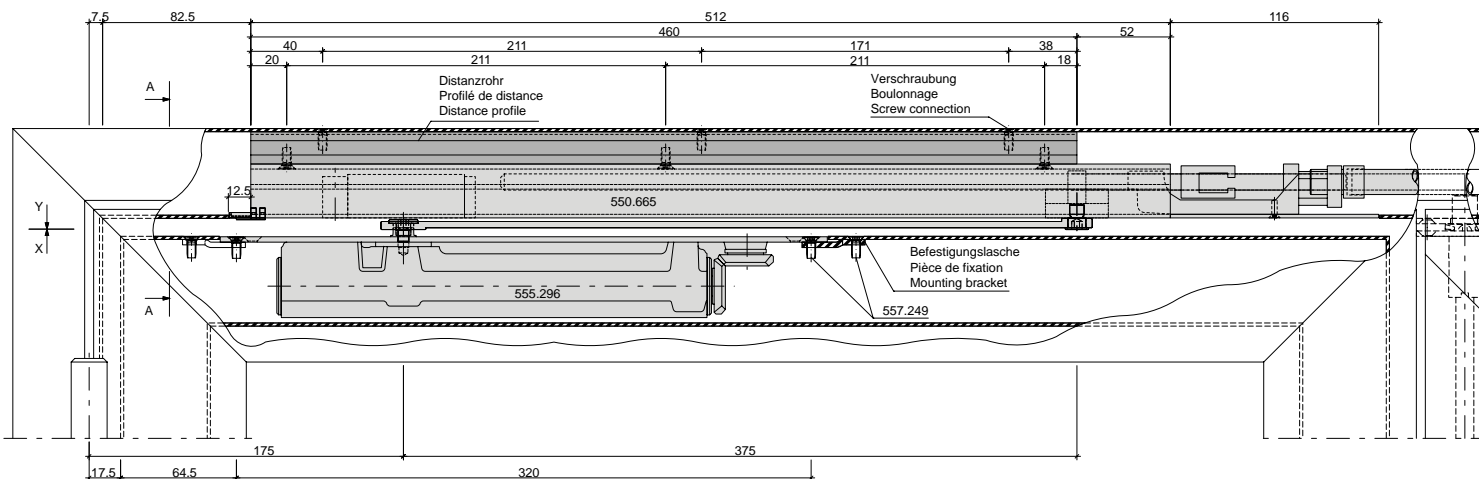 7.5
82.5
512
116
460
52
40
211
171
38
20
211
211
18
A
Distanzrohr
Profilé de distance
Distance profile
Verschraubung
Boulonnage
Screw connection
12.5
550.665
Y
X
Befestigungslasche
Pièce de fixation
Mounting bracket
555.296
A
557.249
175
375
17.5
64.5
320